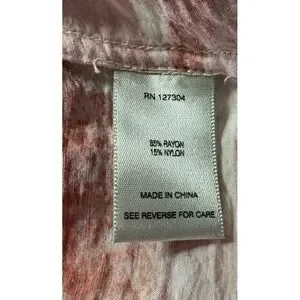 RN 127304
85% RAYON
15% NYLON
MADE IN CHINA
SEE REVERSE FOR CARE